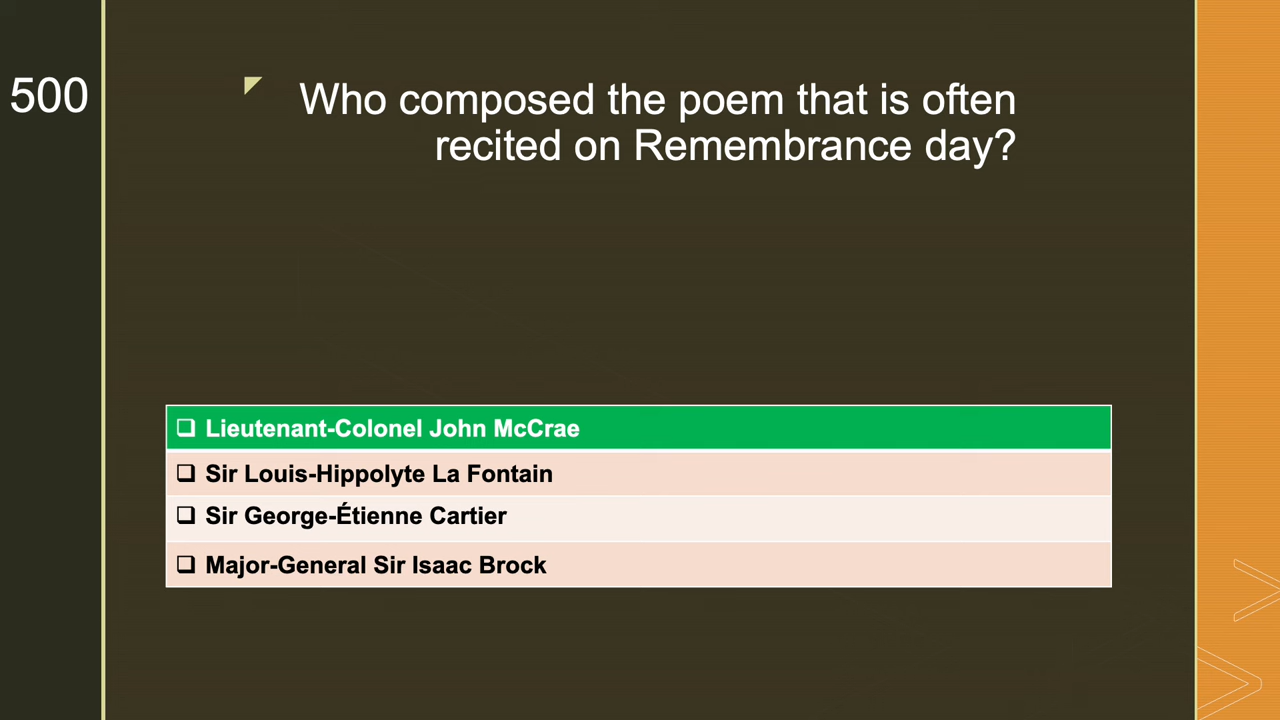 500
Who composed the poem that is often
recited on Remembrance day?
❑ Lieutenant-Colonel John McCrae
❑ Sir Louis-Hippolyte La Fontain
❑ Sir George-Étienne Cartier
❑ Major-General Sir Isaac Brock